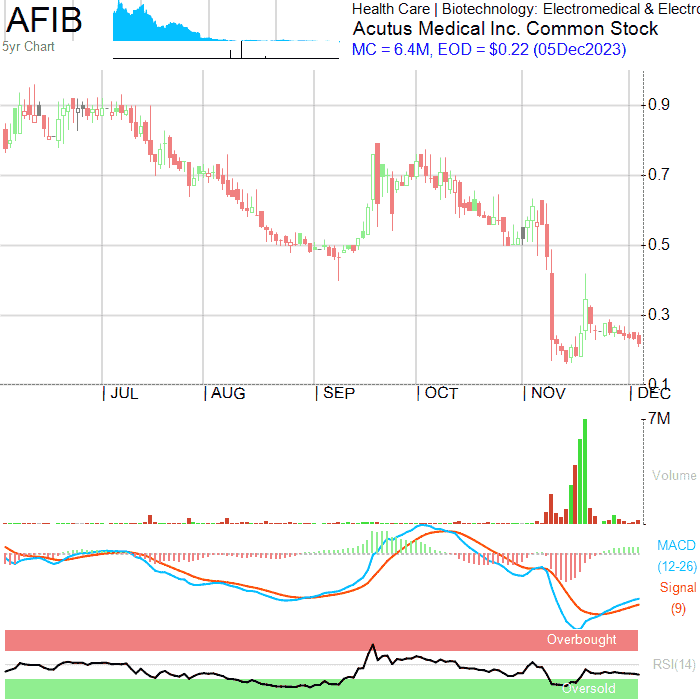 AFIB
5yr Chart
Health Care | Biotechnology: Electromedical & Electro
Acutus Medical Inc. Common Stock
MC = 6.4M, EOD = $0.22 (05Dec2023)
0.9
0.7
0.5
0.3
0.1
| JUL | AUG | SEP | OCT | NOV | DEC
7M
Volume
MACD
(12-26)
Signal
(9)
Overbought
RSI(14)
Oversold